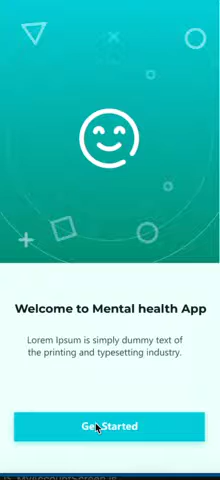 Welcome to Mental health App
Lorem Ipsum is simply dummy text of
the printing and typesetting industry.
Get Started